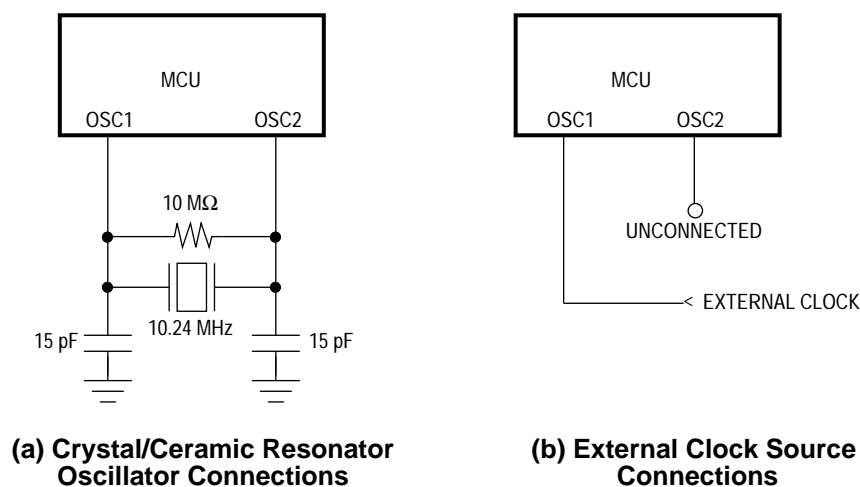 MCU
OSC1 OSC2
10 MΩ
10.24 MHz
15 pF 15 pF
(a) Crystal/Ceramic Resonator
Oscillator Connections
MCU
OSC1 OSC2
UNCONNECTED
EXTERNAL CLOCK
(b) External Clock Source
Connections